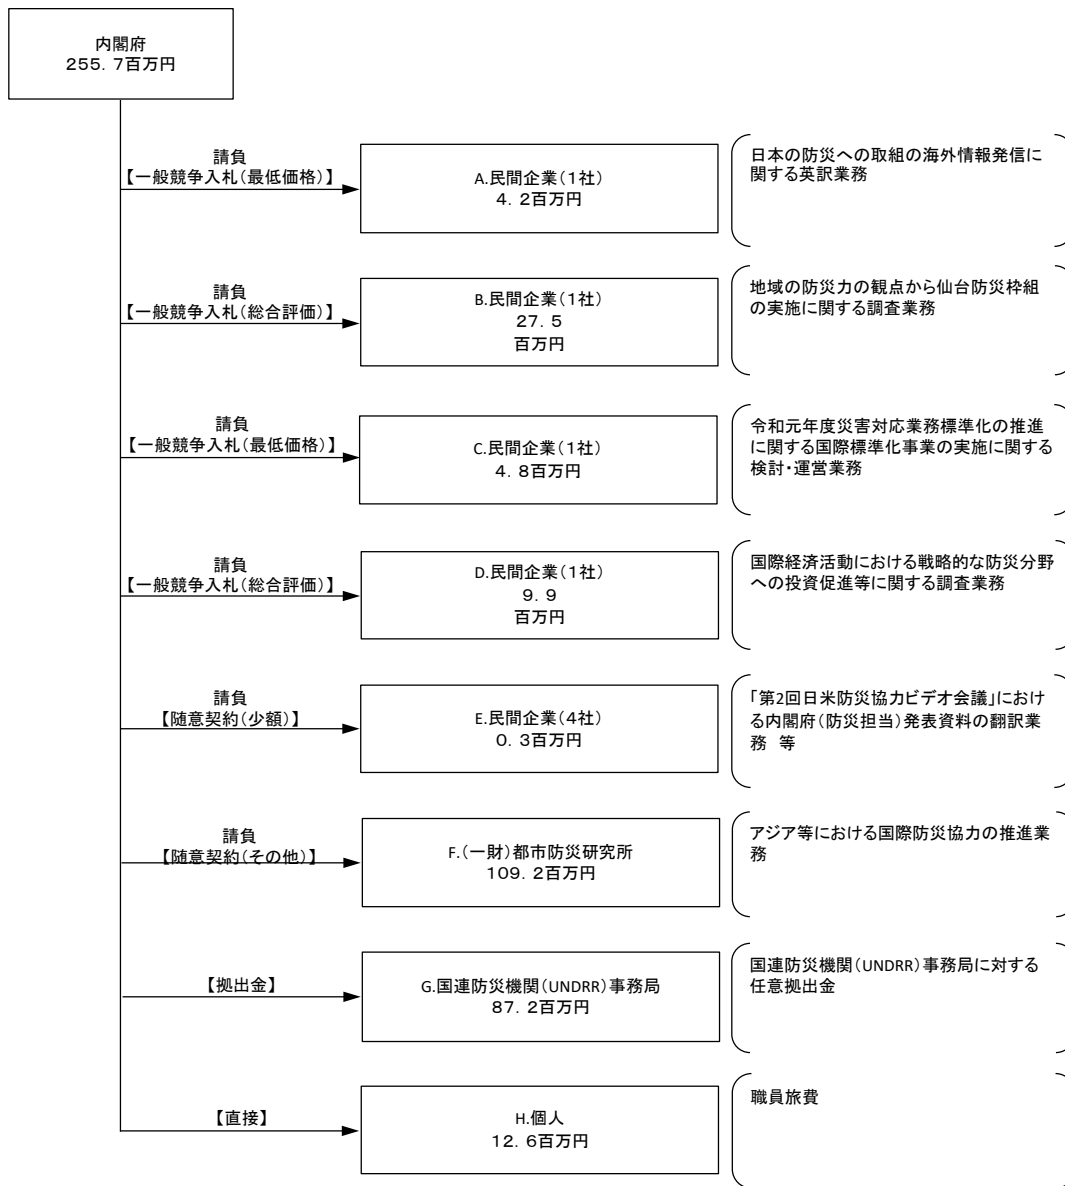 内閣府
２５５．７百万円
請負
【一般競争入札（最低価格）】
A.民間企業（１社）
４．２百万円
日本の防災への取組の海外情報発信に
関する英訳業務
請負
【一般競争入札（総合評価）】
B.民間企業（１社）
２７．５
百万円
地域の防災力の観点から仙台防災枠組
の実施に関する調査業務
請負
【一般競争入札（最低価格）】
C.民間企業（１社）
４．８百万円
令和元年度災害対応業務標準化の推進
に関する国際標準化事業の実施に関する
検討・運営業務
請負
【一般競争入札（総合評価）】
D.民間企業（１社）
９．９
百万円
国際経済活動における戦略的な防災分野
への投資促進等に関する調査業務
請負
【随意契約（少額）】
E.民間企業（４社）
０．３百万円
「第２回日米防災協力ビデオ会議」におけ
る内閣府（防災担当）発表資料の翻訳業
務　等
請負
【随意契約（その他）】
F.（一財）都市防災研究所
１０９．２百万円
アジア等における国際防災協力の推進業
務
【拠出金】
G.国連防災機関（UNDRR）事務局
８７．２百万円
国連防災機関（UNDRR）事務局に対する
任意拠出金
【直接】
H.個人
１２．６百万円
職員旅費